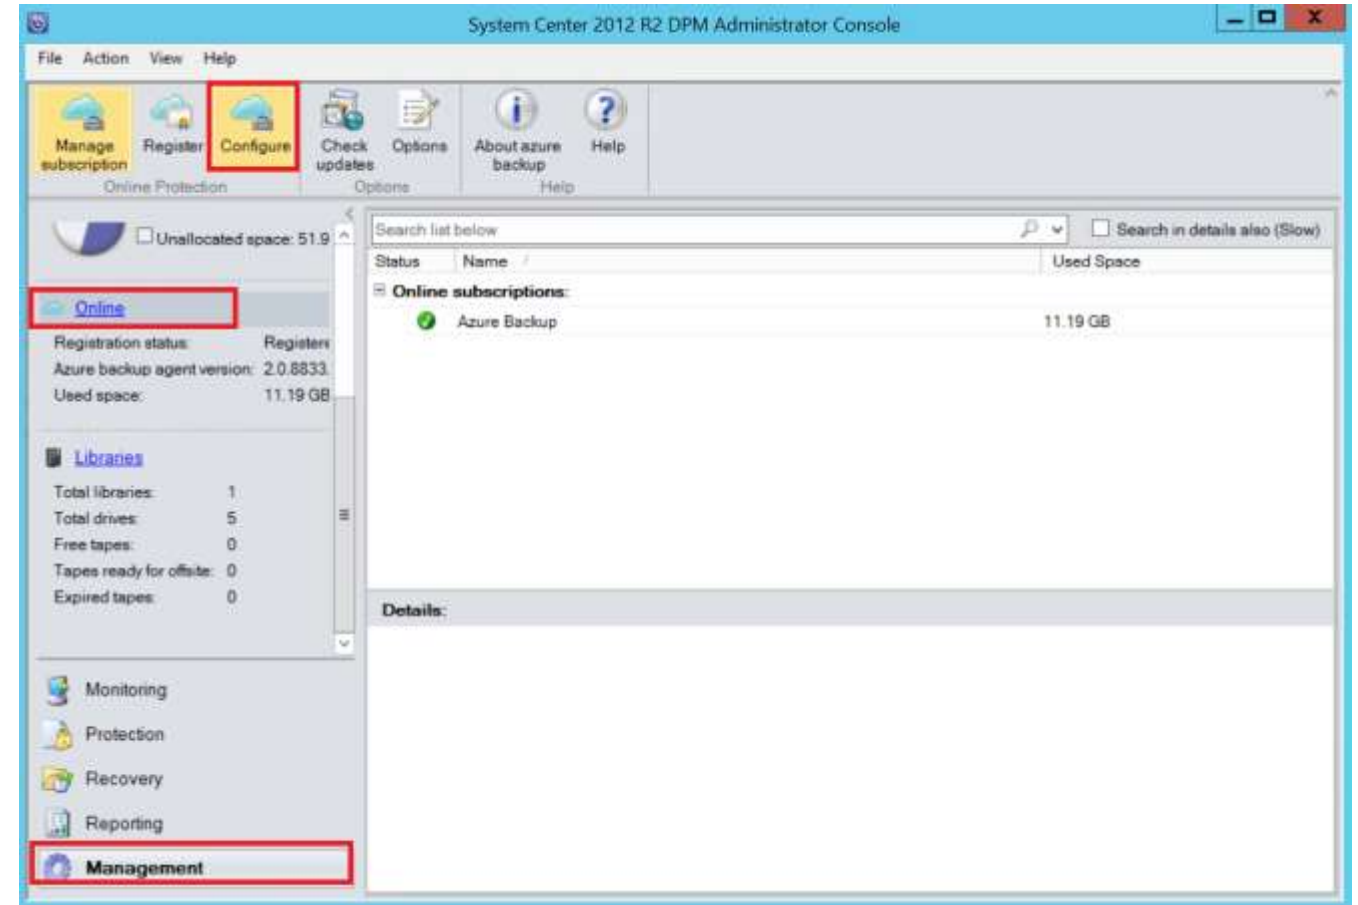 System Center 2012 R2 DPM Administrator Console
X
File Action View Help
Manage subscription
Register
Configure
Check updates
Options
About azure backup
Help
Online Protection
Options
Help
Unallocated space: 51.9
Search list below
Search in details also (Slow)
Status Name Used Space
Online subscriptions:
Azure Backup 11.19 GB
Online
Registration status: Registere
Azure backup agent version: 2.0.8833.
Used space: 11.19 GB
Libraries
Total libraries: 1
Total drives: 5
Free tapes: 0
Tapes ready for offsite: 0
Expired tapes: 0
Details:
Monitoring
Protection
Recovery
Reporting
Management